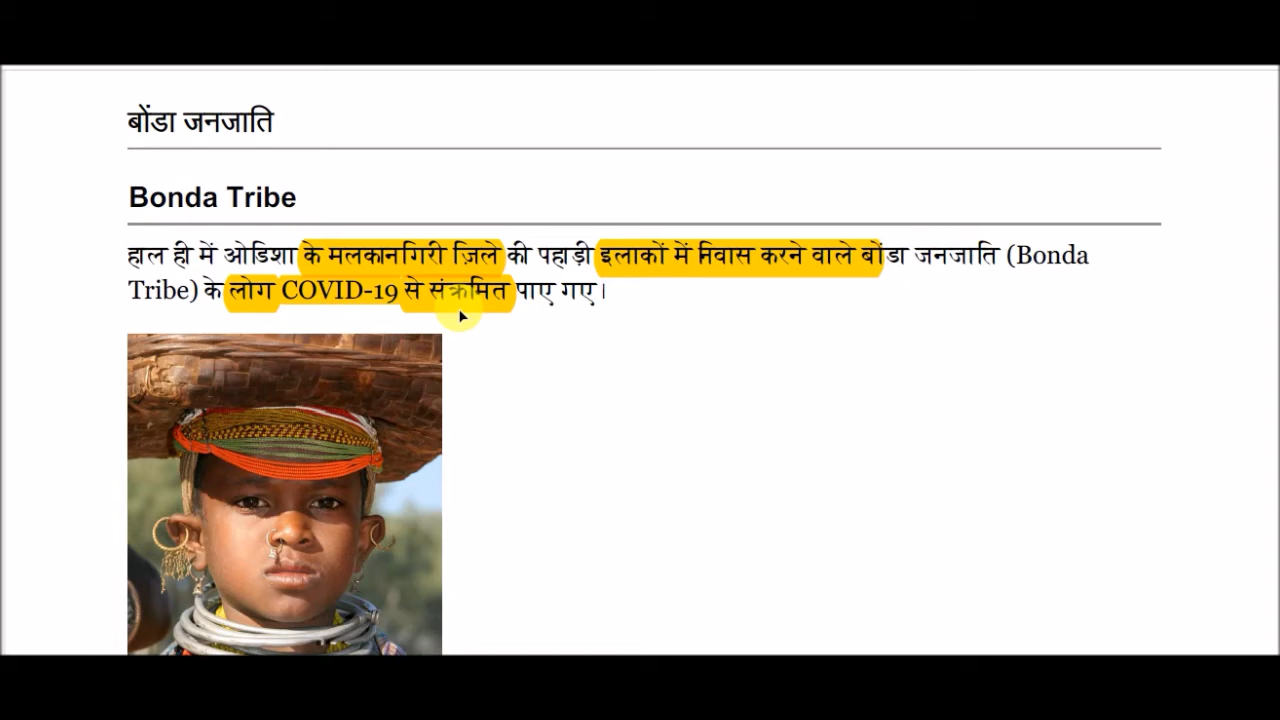 बोंडा जनजाति
Bonda Tribe
हाल ही में ओडिशा के मलकानगिरी ज़िले की पहाड़ी इलाकों में निवास करने वाले बोंडा जनजाति (Bonda
Tribe) के लोग COVID-19 से संक्रमित पाए गए।